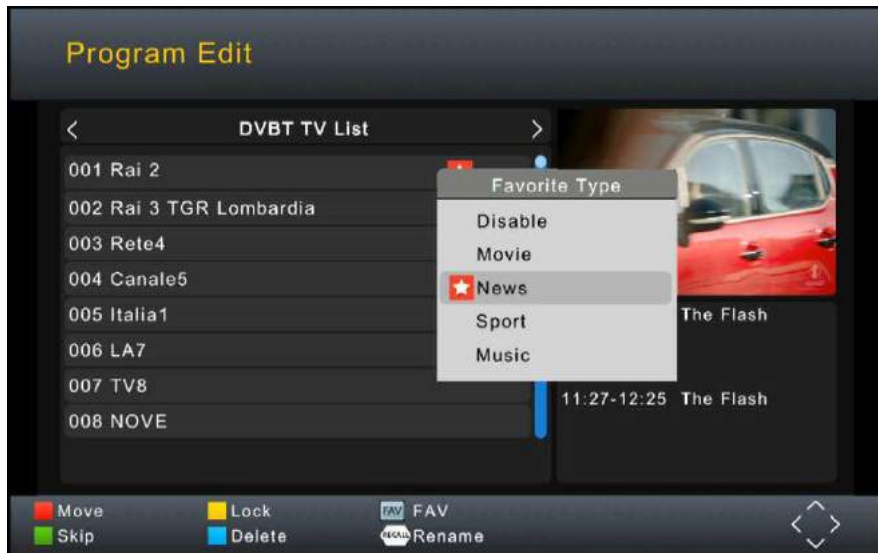 Program Edit
DVBT TV List
001 Rai 2
002 Rai 3 TGR Lombardia
003 Rete4
004 Canale5
005 Italia1
006 LA7
007 TV8
008 NOVE
Favorite Type
Disable
Movie
News
Sport
Music
The Flash
11:27-12:25 The Flash
Move
Lock
FAV FAV
Skip
Delete
RECALL Rename